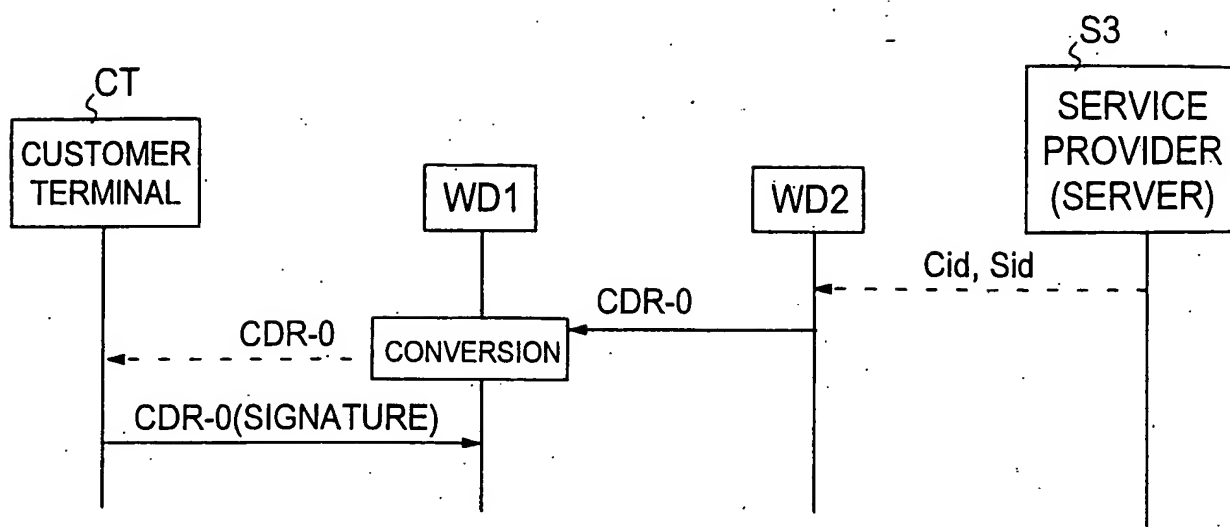 S3
CT
SERVICE
PROVIDER
(SERVER)
CUSTOMER
TERMINAL
WD1
WD2
Cid, Sid
CDR-0
CDR-0
CONVERSION
CDR-0(SIGNATURE)